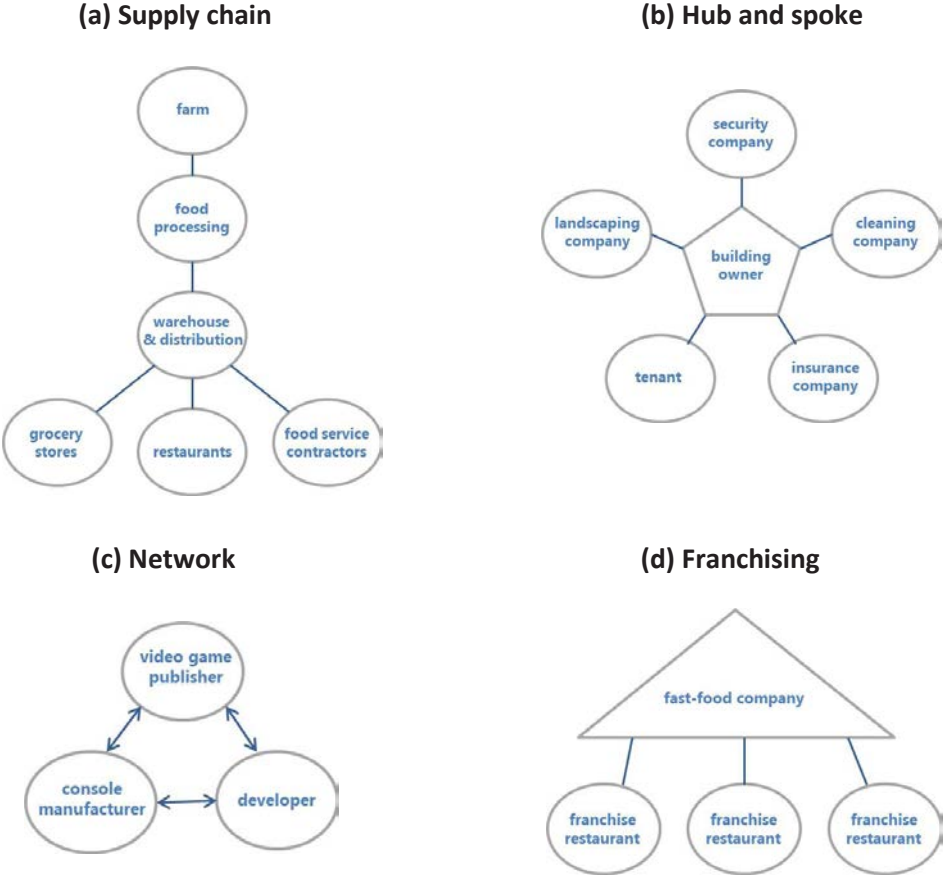 (a) Supply chain
farm
food
processing
warehouse
& distribution
grocery
stores
restaurants
food service
contractors
(b) Hub and spoke
security
company
landscaping
company
cleaning
company
building
owner
tenant
insurance
company
(c) Network
video game
publisher
console
manufacturer
developer
(d) Franchising
fast-food company
franchise
restaurant
franchise
restaurant
franchise
restaurant